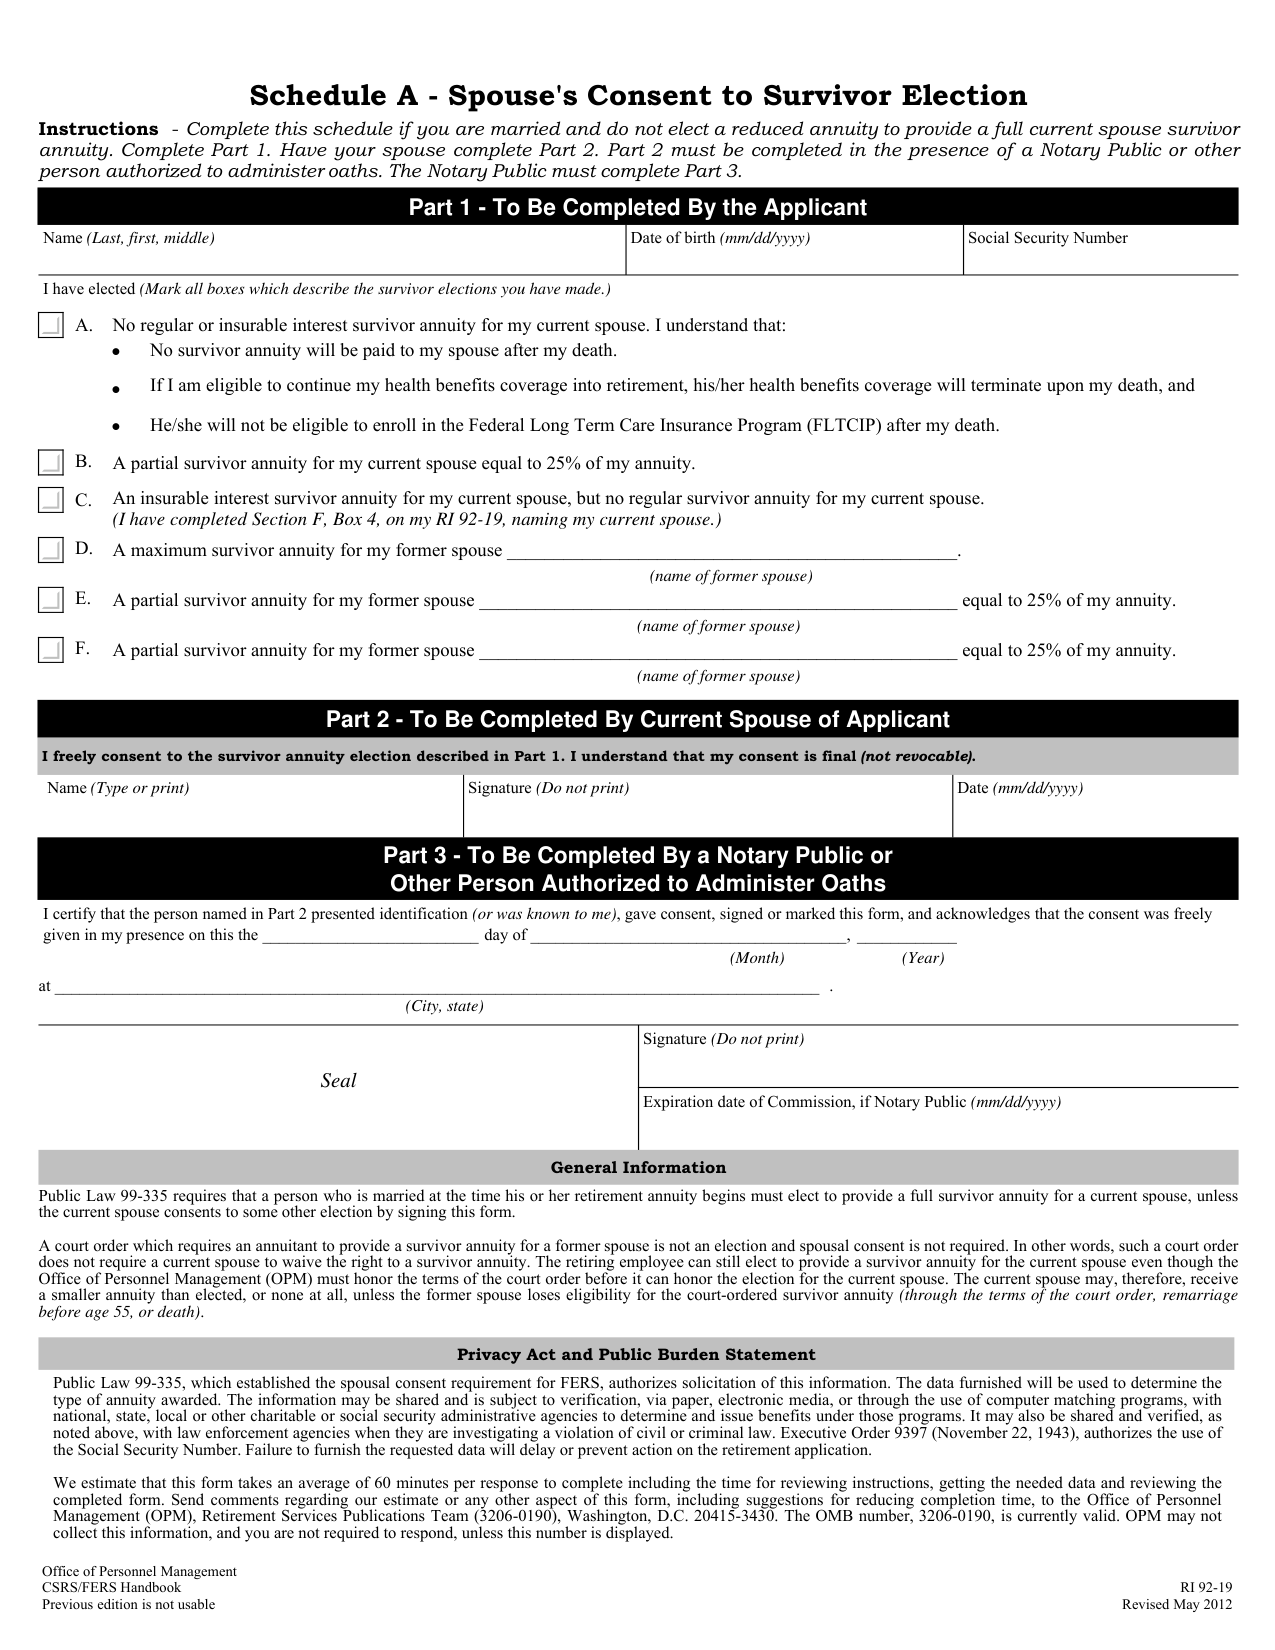 Schedule A - Spouse's Consent to Survivor Election
Instructions - Complete this schedule if you are married and do not elect a reduced annuity to provide a full current spouse survivor
annuity. Complete Part 1. Have your spouse complete Part 2. Part 2 must be completed in the presence of a Notary Public or other
person authorized to administer oaths. The Notary Public must complete Part 3.
Part 1 - To Be Completed By the Applicant
Name (Last, first, middle) Date of birth (mm/dd/yyyy) Social Security Number
I have elected (Mark all boxes which describe the survivor elections you have made.)
A. No regular or insurable interest survivor annuity for my current spouse. I understand that:
• No survivor annuity will be paid to my spouse after my death.
• If I am eligible to continue my health benefits coverage into retirement, his/her health benefits coverage will terminate upon my death, and
• He/she will not be eligible to enroll in the Federal Long Term Care Insurance Program (FLTCIP) after my death.
B. A partial survivor annuity for my current spouse equal to 25% of my annuity.
C. An insurable interest survivor annuity for my current spouse, but no regular survivor annuity for my current spouse.
(I have completed Section F, Box 4, on my RI 92-19, naming my current spouse.)
D. A maximum survivor annuity for my former spouse ________________.
(name of former spouse)
E. A partial survivor annuity for my former spouse ________________ equal to 25% of my annuity.
(name of former spouse)
F. A partial survivor annuity for my former spouse ________________ equal to 25% of my annuity.
(name of former spouse)
Part 2 - To Be Completed By Current Spouse of Applicant
I freely consent to the survivor annuity election described in Part 1. I understand that my consent is final (not revocable).
Name (Type or print) Signature (Do not print) Date (mm/dd/yyyy)
Part 3 - To Be Completed By a Notary Public or
Other Person Authorized to Administer Oaths
I certify that the person named in Part 2 presented identification (or was known to me), gave consent, signed or marked this form, and acknowledges that the consent was freely
given in my presence on this the ________________ day of ________________, ________
(Month) (Year)
at ________________ .
(City, state)
Signature (Do not print)
Seal
Expiration date of Commission, if Notary Public (mm/dd/yyyy)
General Information
Public Law 99-335 requires that a person who is married at the time his or her retirement annuity begins must elect to provide a full survivor annuity for a current spouse, unless
the current spouse consents to some other election by signing this form.
A court order which requires an annuitant to provide a survivor annuity for a former spouse is not an election and spousal consent is not required. In other words, such a court order
does not require a current spouse to waive the right to a survivor annuity. The retiring employee can still elect to provide a survivor annuity for the current spouse even though the
Office of Personnel Management (OPM) must honor the terms of the court order before it can honor the election for the current spouse. The current spouse may, therefore, receive
a smaller annuity than elected, or none at all, unless the former spouse loses eligibility for the court-ordered survivor annuity (through the terms of the court order, remarriage
before age 55, or death).
Privacy Act and Public Burden Statement
Public Law 99-335, which established the spousal consent requirement for FERS, authorizes solicitation of this information. The data furnished will be used to determine the
type of annuity awarded. The information may be shared and is subject to verification, via paper, electronic media, or through the use of computer matching programs, with
national, state, local or other charitable or social security administrative agencies to determine and issue benefits under those programs. It may also be shared and verified, as
noted above, with law enforcement agencies when they are investigating a violation of civil or criminal law. Executive Order 9397 (November 22, 1943), authorizes the use of
the Social Security Number. Failure to furnish the requested data will delay or prevent action on the retirement application.
We estimate that this form takes an average of 60 minutes per response to complete including the time for reviewing instructions, getting the needed data and reviewing the
completed form. Send comments regarding our estimate or any other aspect of this form, including suggestions for reducing completion time, to the Office of Personnel
Management (OPM), Retirement Services Publications Team (3206-0190), Washington, D.C. 20415-3430. The OMB number, 3206-0190, is currently valid. OPM may not
collect this information, and you are not required to respond, unless this number is displayed.
Office of Personnel Management
CSRS/FERS Handbook RI 92-19
Previous edition is not usable Revised May 2012